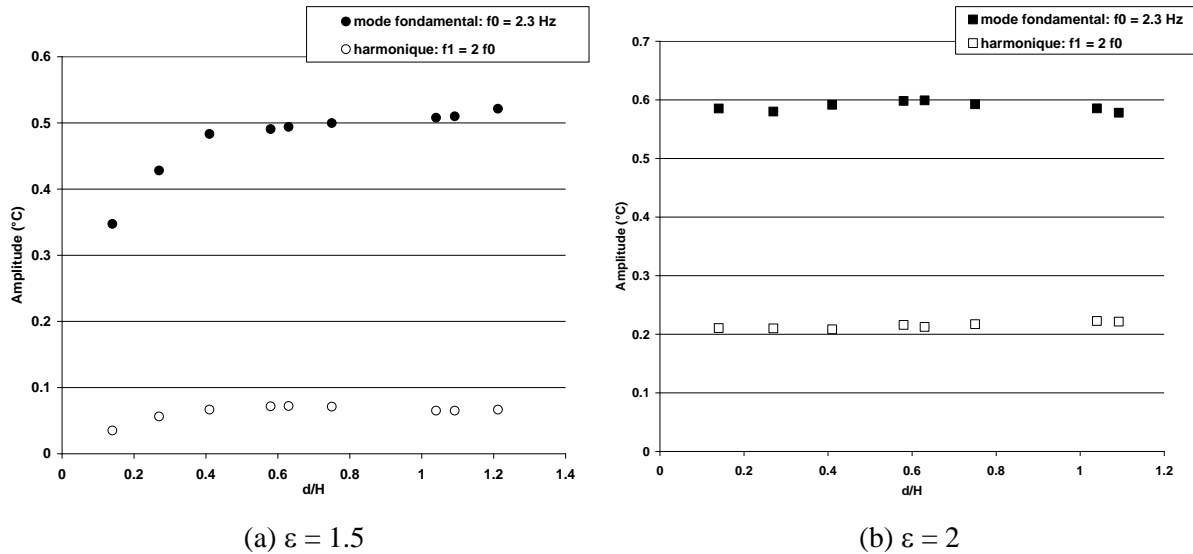 mode fondamental: f0 = 2.3 Hz
harmonique: f1 = 2 f0
0.6
0.5
0.4
0.3
0.2
0.1
0
Amplitude (°C)
0 0.2 0.4 0.6 0.8 1 1.2 1.4
d/H
(a) ε = 1.5
mode fondamental: f0 = 2.3 Hz
harmonique: f1 = 2 f0
0.7
0.6
0.5
0.4
0.3
0.2
0.1
0
Amplitude (°C)
0 0.2 0.4 0.6 0.8 1 1.2
d/H
(b) ε = 2